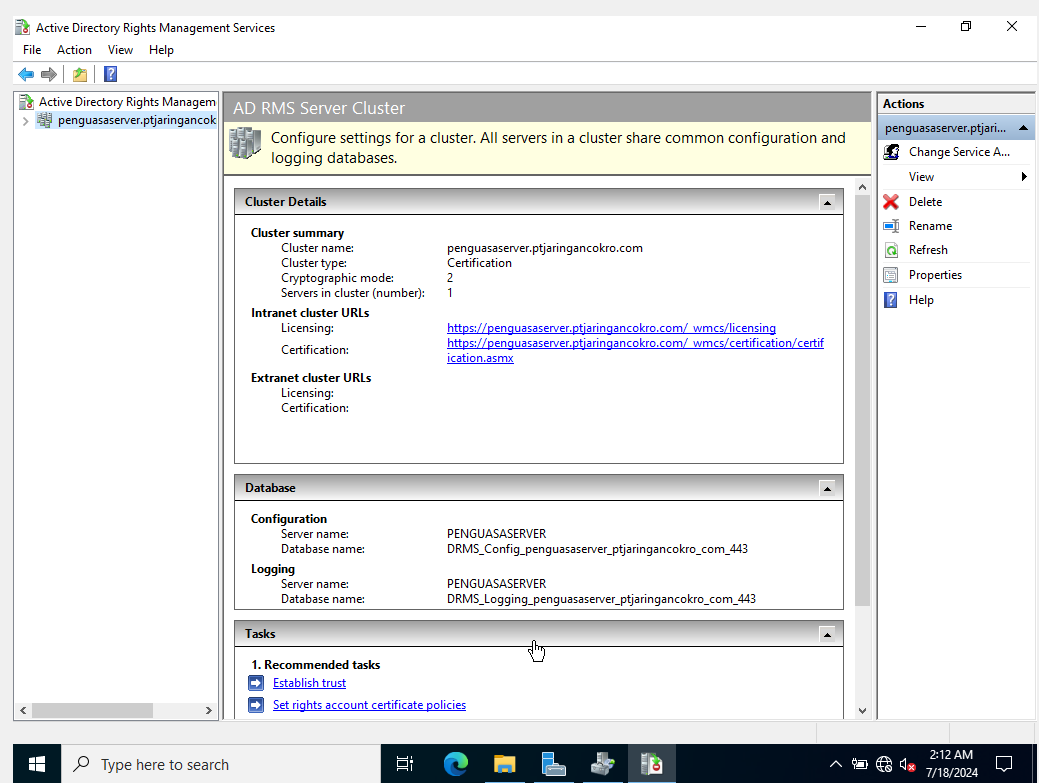 Active Directory Rights Management Services
File Action View Help
Active Directory Rights Managem
penguasaserver.ptjaringancok
AD RMS Server Cluster
Configure settings for a cluster. All servers in a cluster share common configuration and
logging databases.
Cluster Details
Cluster summary
Cluster name: penguasaserver.ptjaringancokro.com
Cluster type: Certification
Cryptographic mode: 2
Servers in cluster (number): 1
Intranet cluster URLs
Licensing: https://penguasaserver.ptjaringancokro.com/_wmcs/licensing
Certification: https://penguasaserver.ptjaringancokro.com/_wmcs/certification/certif
ication.asmx
Extranet cluster URLs
Licensing:
Certification:
Database
Configuration
Server name: PENGUASASERVER
Database name: DRMS_Config_penguasaserver_ptjaringancokro_com_443
Logging
Server name: PENGUASASERVER
Database name: DRMS_Logging_penguasaserver_ptjaringancokro_com_443
Tasks
1. Recommended tasks
Establish trust
Set rights account certificate policies
Actions
penguasaserver.ptjari...
Change Service A...
View
Delete
Rename
Refresh
Properties
Help
Type here to search
2:12 AM
7/18/2024